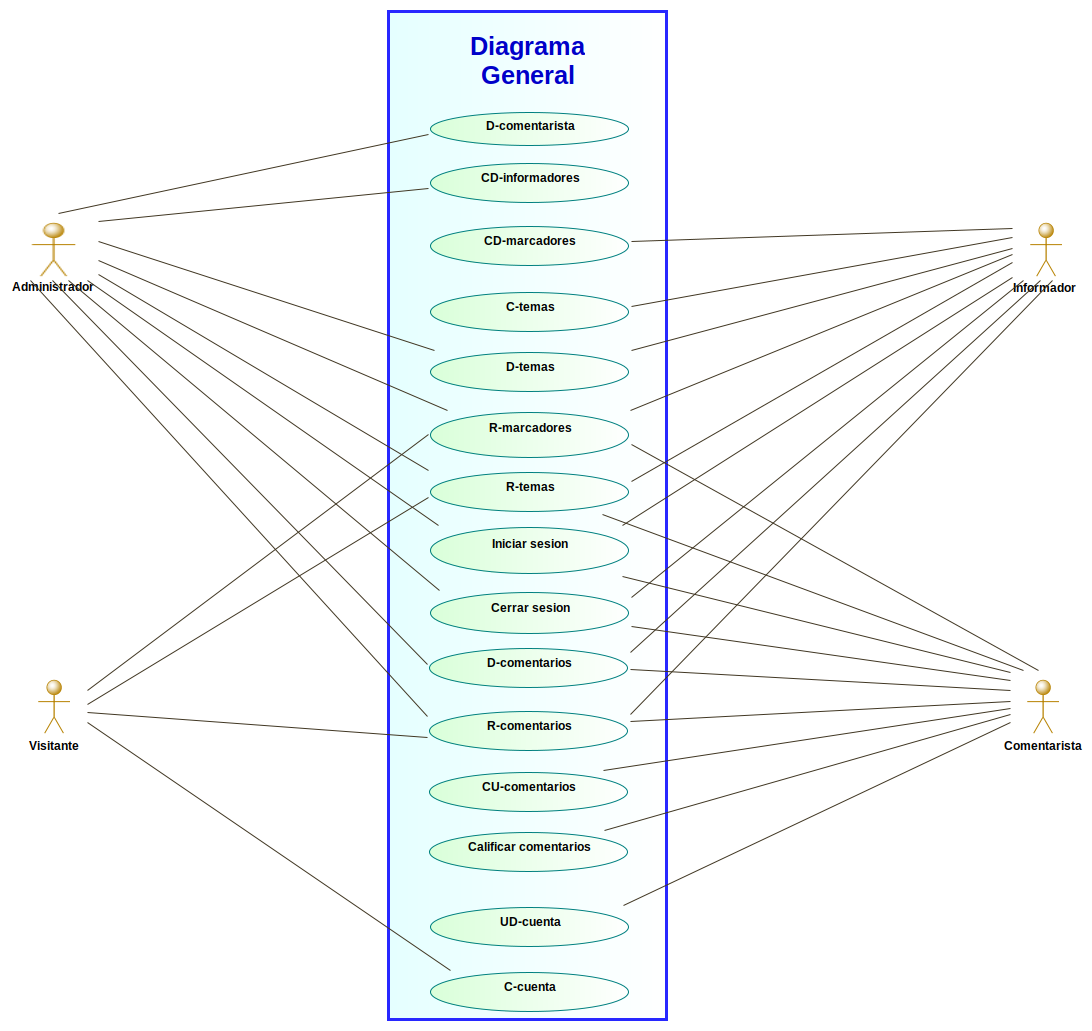 Diagrama
General
D-comentarista
CD-informadores
CD-marcadores
Administrador
Informador
C-temas
D-temas
R-marcadores
R-temas
Iniciar sesion
Cerrar sesion
D-comentarios
R-comentarios
Visitante
Comentarista
CU-comentarios
Calificar comentarios
UD-cuenta
C-cuenta